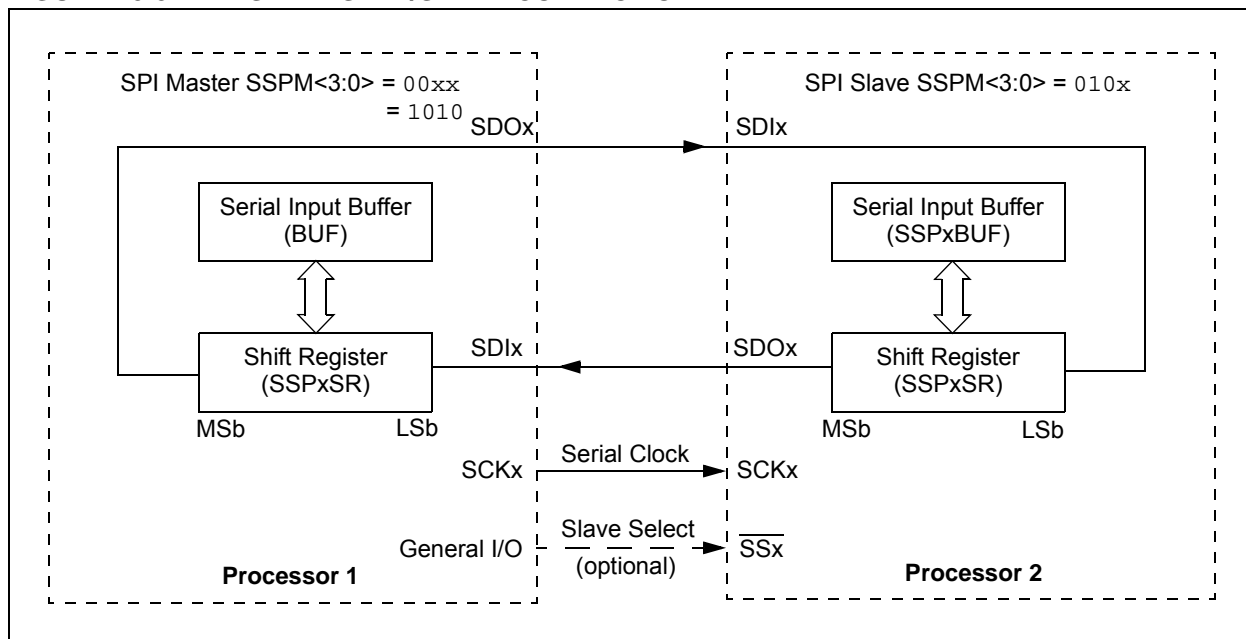 SPI Master SSPM<3:0> = 00xx
= 1010
SPI Slave SSPM<3:0> = 010x
SDOx
SDIx
Serial Input Buffer
(BUF)
Serial Input Buffer
(SSPxBUF)
Shift Register
(SSPxSR)
SDIx
SDOx
Shift Register
(SSPxSR)
MSb
LSb
MSb
LSb
SCKx
Serial Clock
SCKx
General I/O
Slave Select
(optional)
SSx
Processor 1
Processor 2